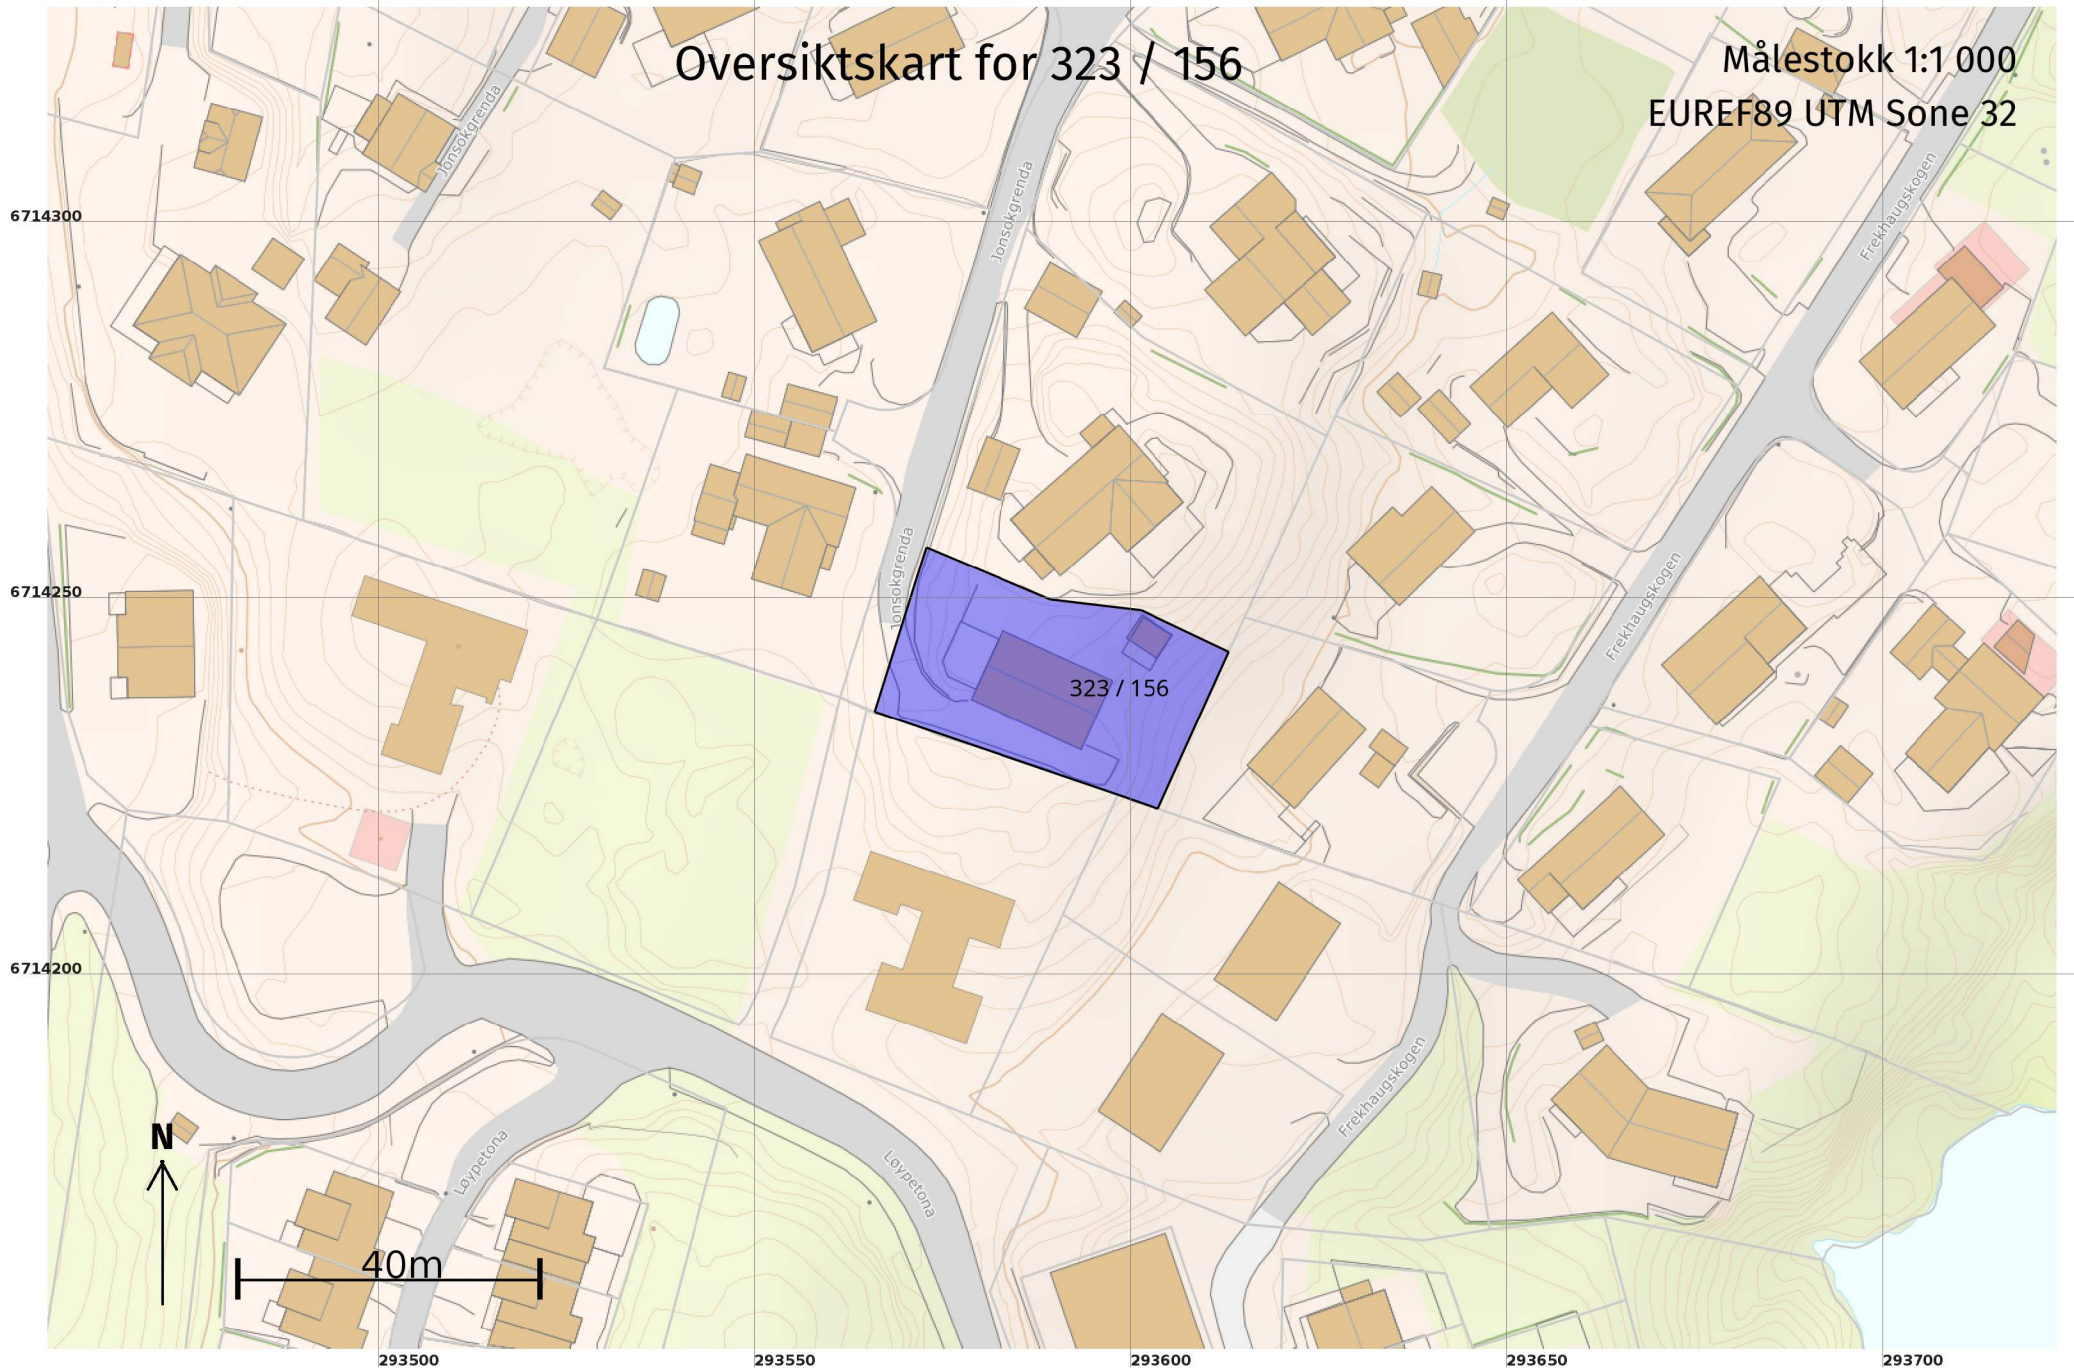 Oversiktskart for 323 / 156
Målestokk 1:1 000
EUREF89 UTM Sone 32
Jonsokgrenda
Jonsokgrenda
Frekhaugskogen
6714300
Jonsokgrenda
6714250
Frekhaugskogen
323 / 156
6714200
Frekhaugskogen
N
Løypetona
Løypetona
40m
293500
293550
293600
293650
293700